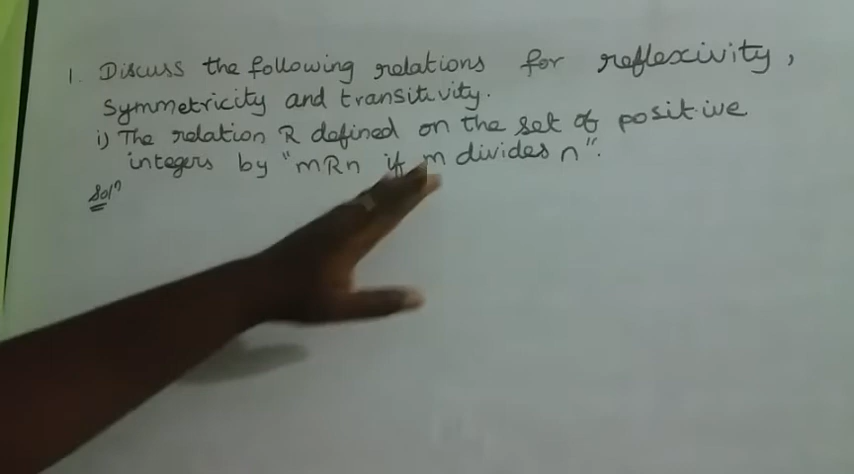 1. Discuss the following relations for reflexivity,
Symmetricity and transitivity.
i) The relation R defined on the set of positive
integers by "mRn if m divides n".
Solⁿ